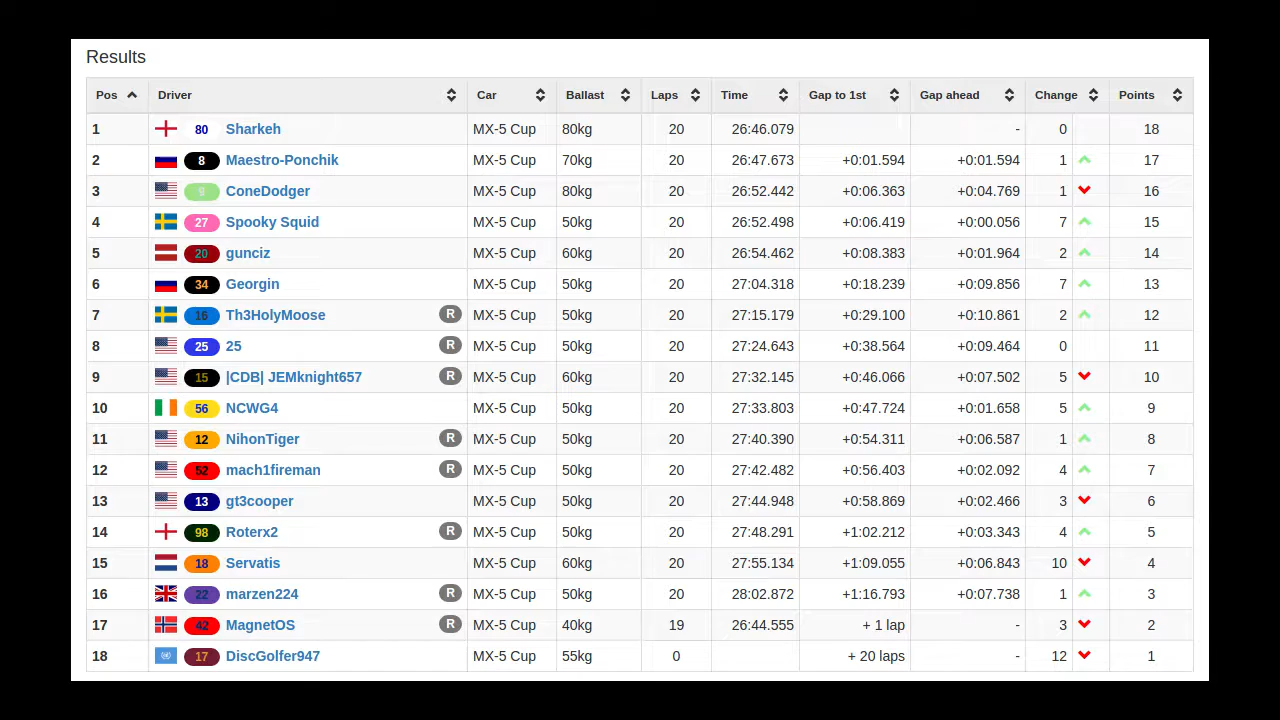 Results
Pos Driver Car Ballast Laps Time Gap to 1st Gap ahead Change Points
1 80 Sharkeh MX-5 Cup 80kg 20 26:46.079 - 0 18
2 8 Maestro-Ponchik MX-5 Cup 70kg 20 26:47.673 +0:01.594 +0:01.594 1 17
3 9 ConeDodger MX-5 Cup 80kg 20 26:52.442 +0:06.363 +0:04.769 1 16
4 27 Spooky Squid MX-5 Cup 50kg 20 26:52.498 +0:06.419 +0:00.056 7 15
5 20 gunciz MX-5 Cup 60kg 20 26:54.462 +0:08.383 +0:01.964 2 14
6 34 Georgin MX-5 Cup 50kg 20 27:04.318 +0:18.239 +0:09.856 7 13
7 16 Th3HolyMoose R MX-5 Cup 50kg 20 27:15.179 +0:29.100 +0:10.861 2 12
8 25 25 R MX-5 Cup 50kg 20 27:24.643 +0:38.564 +0:09.464 0 11
9 15 |CDB| JEMknight657 R MX-5 Cup 60kg 20 27:32.145 +0:46.066 +0:07.502 5 10
10 56 NCWG4 MX-5 Cup 50kg 20 27:33.803 +0:47.724 +0:01.658 5 9
11 12 NihonTiger R MX-5 Cup 50kg 20 27:40.390 +0:54.311 +0:06.587 1 8
12 52 mach1fireman R MX-5 Cup 50kg 20 27:42.482 +0:56.403 +0:02.092 4 7
13 13 gt3cooper MX-5 Cup 50kg 20 27:44.948 +0:58.869 +0:02.466 3 6
14 98 Roterx2 R MX-5 Cup 50kg 20 27:48.291 +1:02.212 +0:03.343 4 5
15 18 Servatis MX-5 Cup 60kg 20 27:55.134 +1:09.055 +0:06.843 10 4
16 22 marzen224 R MX-5 Cup 50kg 20 28:02.872 +1:16.793 +0:07.738 1 3
17 42 MagnetOS R MX-5 Cup 40kg 19 26:44.555 + 1 lap - 3 2
18 17 DiscGolfer947 MX-5 Cup 55kg 0 + 20 laps - 12 1